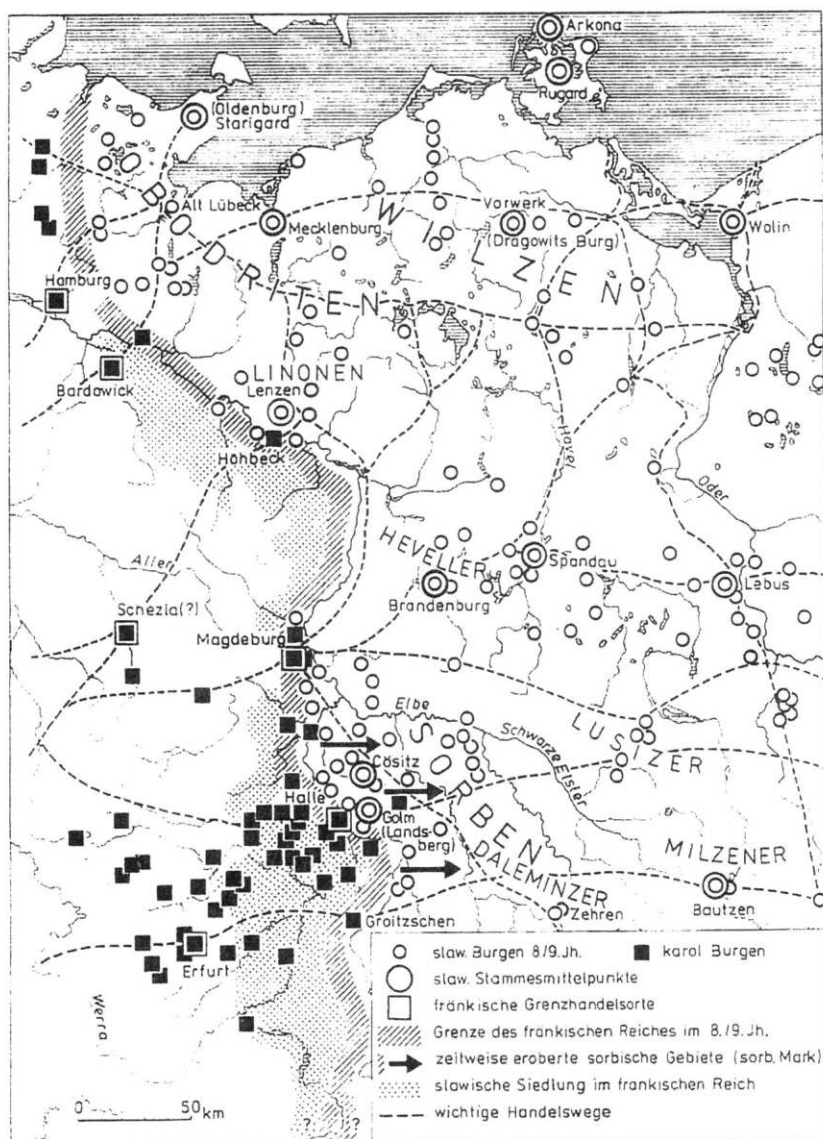 Arkona
Rugard
(Oldenburg)
Starigard
OBODRITEN
Alt Lübeck
Mecklenburg
WILZEN
Vorwerk
(Dragowits Burg)
Wolin
Hamburg
Bardowick
LINONEN
Lenzen
Höhbeck
Havel
Oder
Aller
HEVELLER
Spandau
Brandenburg
Lebus
Schezla(?)
Magdeburg
Elbe
SORBEN
Schwarze Elster
LUSIZER
Cösitz
Halle
Golm
(Lands-
berg)
DALEMINZER
MILZENER
Bautzen
Zehren
Groitzschen
Erfurt
Werra
0 50 km
? ?
slaw. Burgen 8./9. Jh.
karol Burgen
slaw. Stammesmittelpunkte
fränkische Grenzhandelsorte
Grenze des fränkischen Reiches im 8./9. Jh.
zeitweise eroberte sorbische Gebiete (sorb. Mark)
slawische Siedlung im fränkischen Reich
wichtige Handelswege